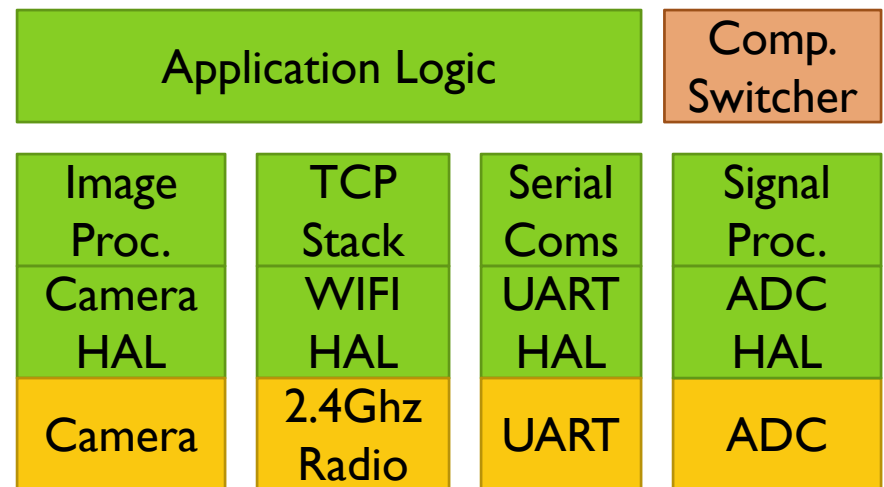 Application Logic
Comp.
Switcher
Image
Proc.
TCP
Stack
Serial
Coms
Signal
Proc.
Camera
HAL
WIFI
HAL
UART
HAL
ADC
HAL
Camera
2.4Ghz
Radio
UART
ADC